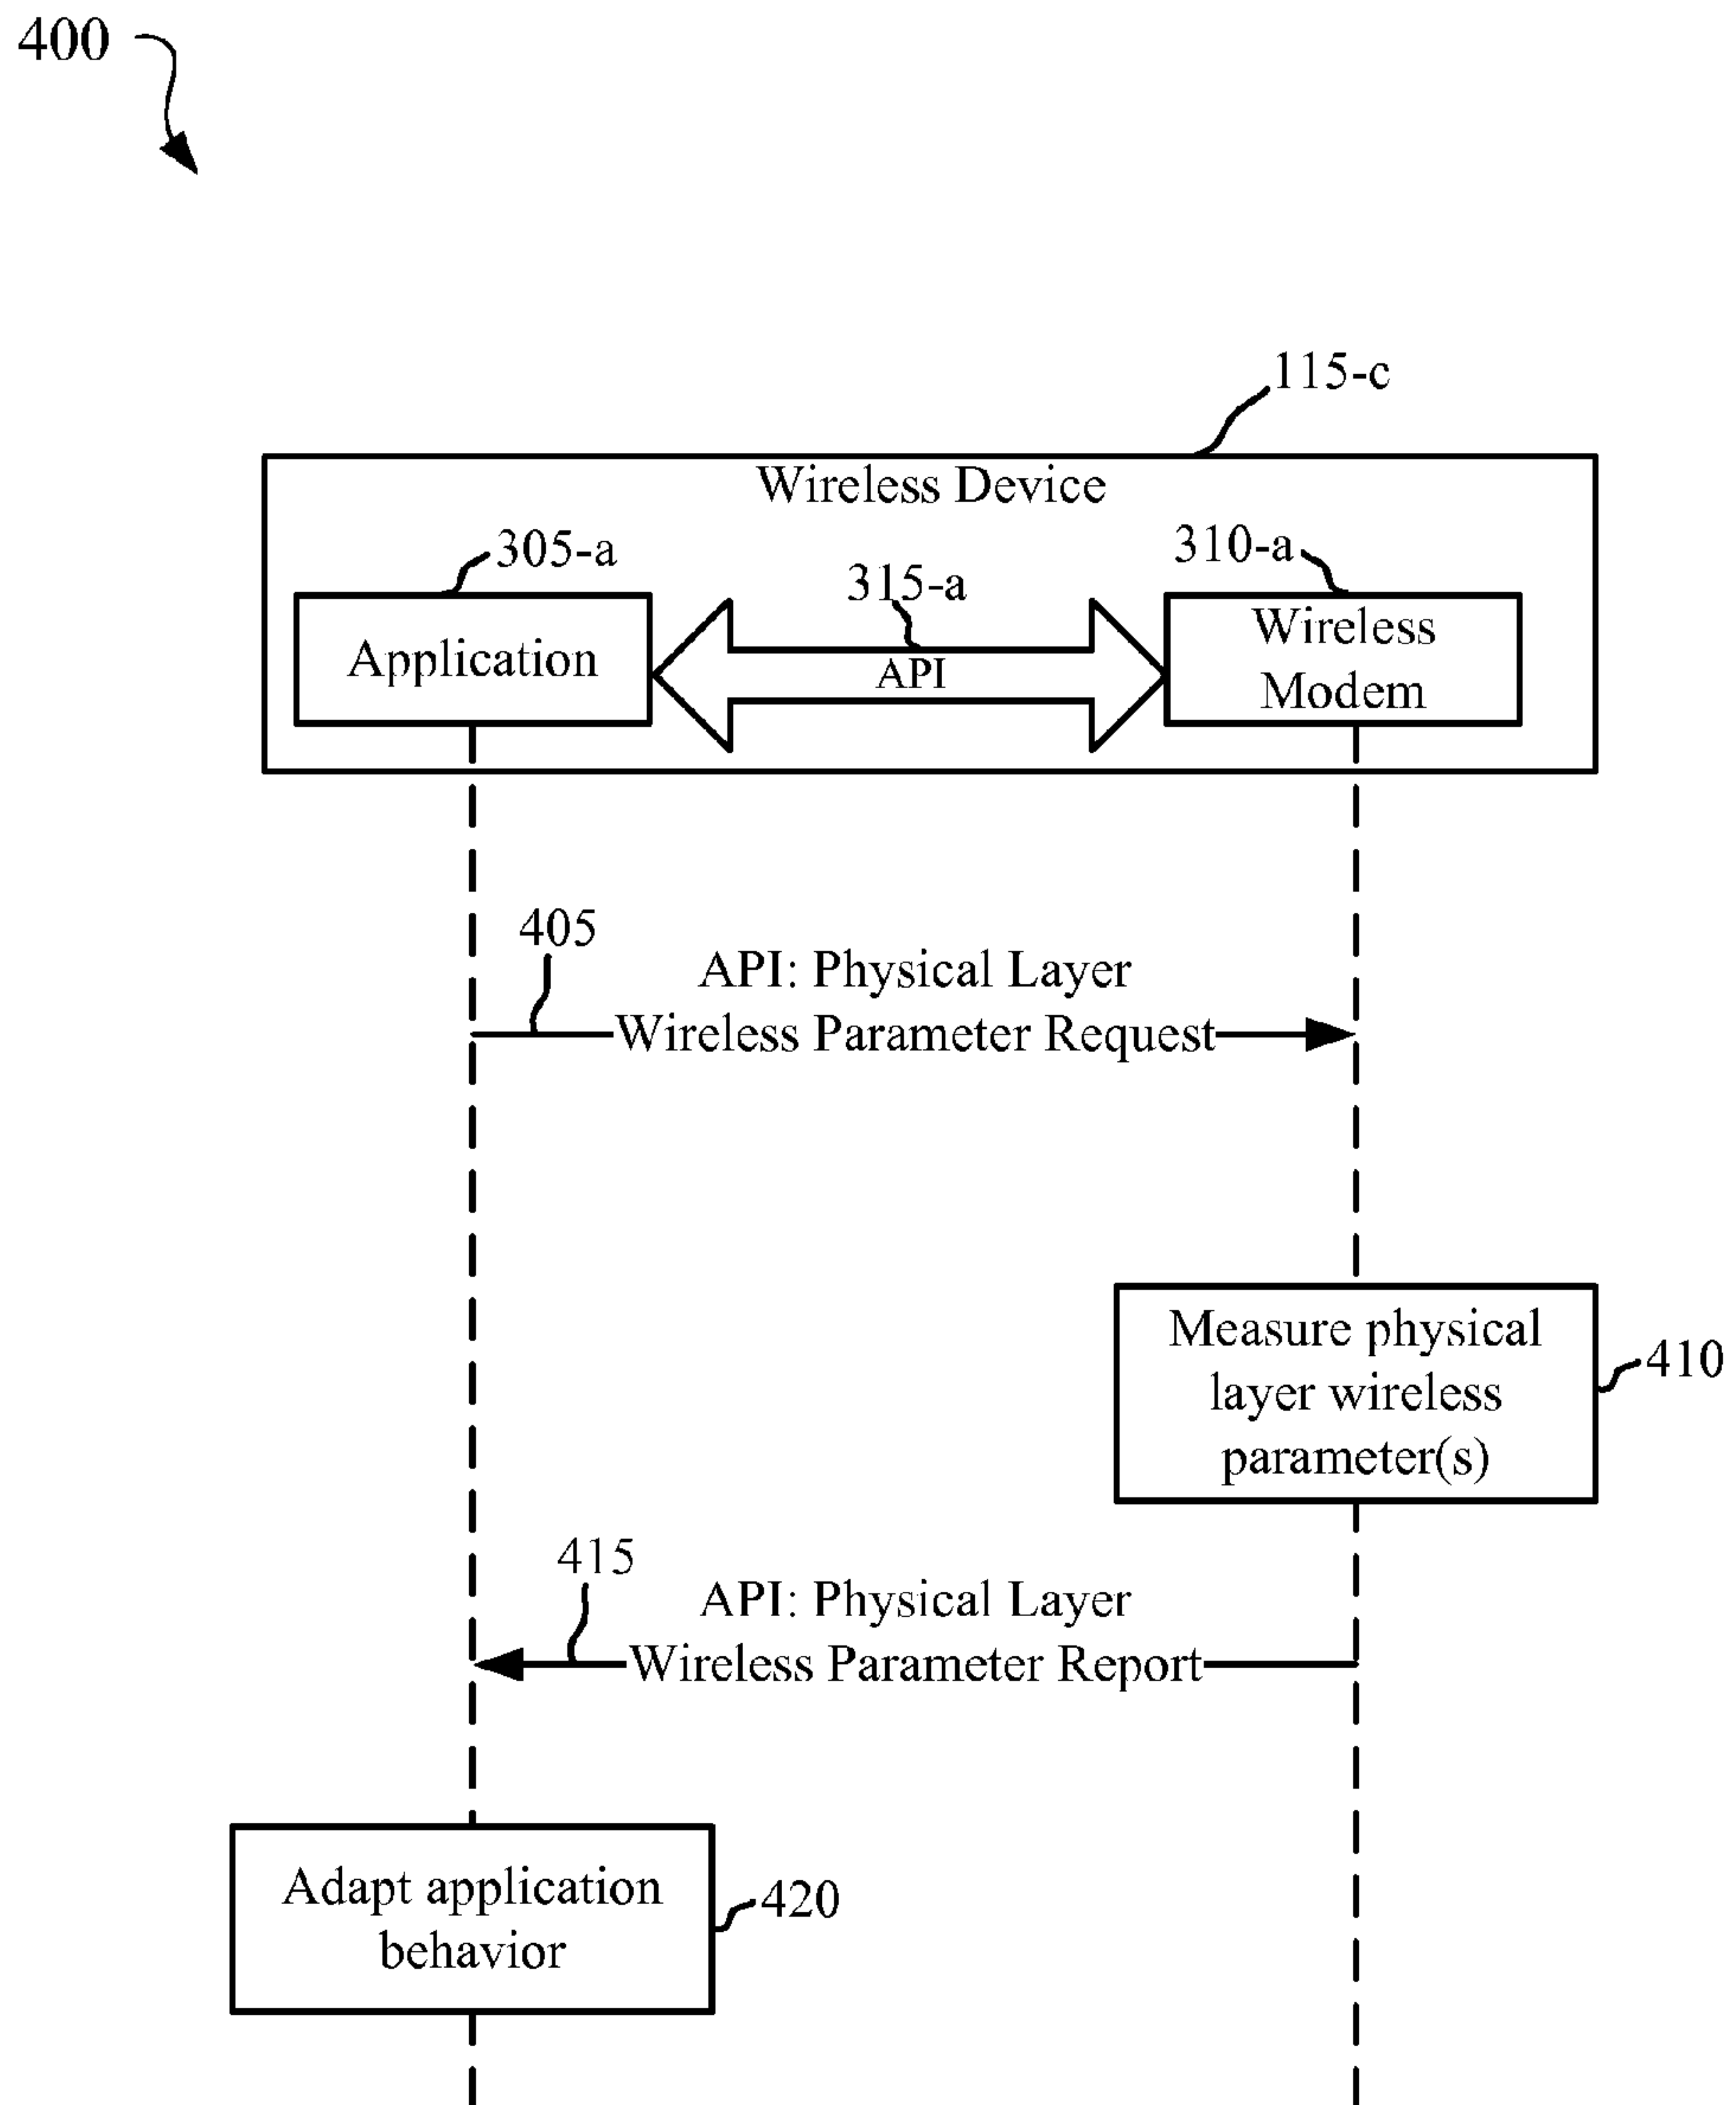 400
115-c
Wireless Device
305-a
315-a
310-a
Application
API
Wireless
Modem
405
API: Physical Layer
Wireless Parameter Request
Measure physical
layer wireless
parameter(s)
410
415
API: Physical Layer
Wireless Parameter Report
Adapt application
behavior
420